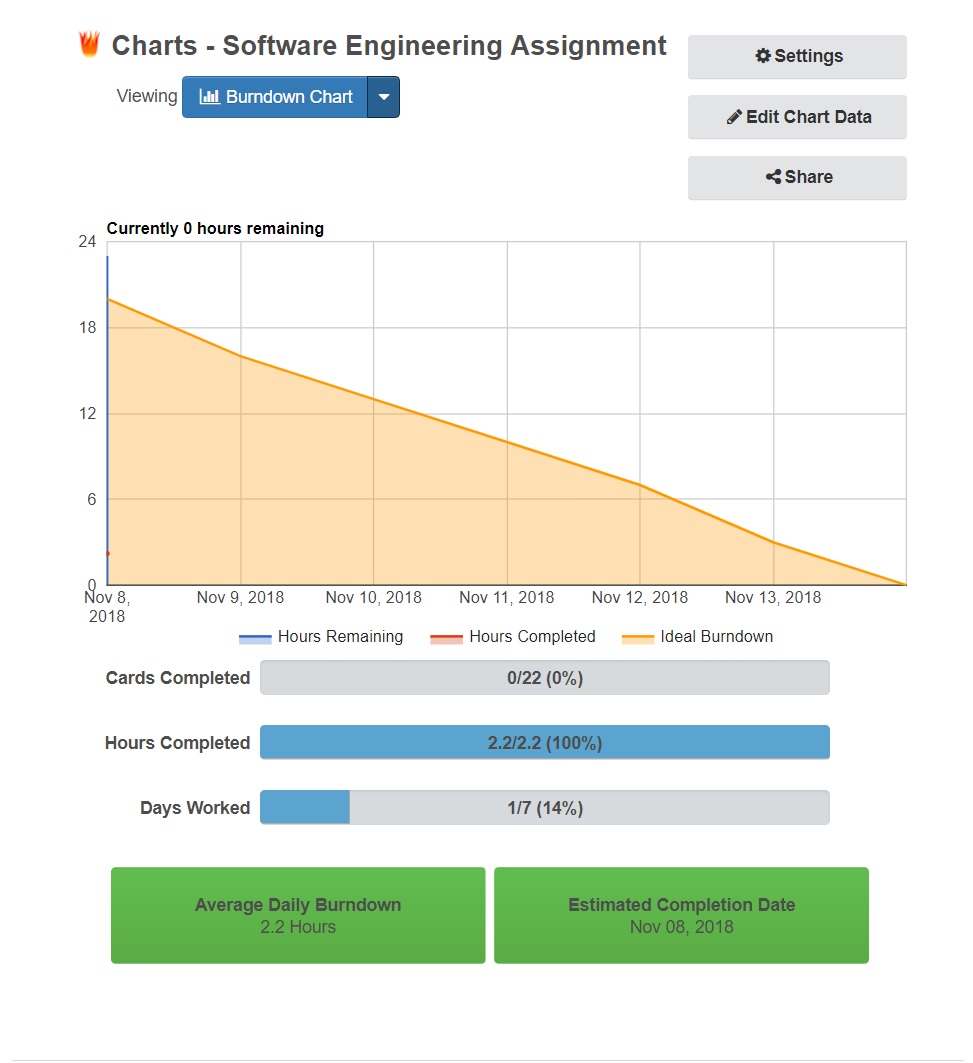 Charts - Software Engineering Assignment
Settings
Viewing Burndown Chart
Edit Chart Data
Share
Currently 0 hours remaining
24
18
12
6
0
Nov 8, 2018
Nov 9, 2018
Nov 10, 2018
Nov 11, 2018
Nov 12, 2018
Nov 13, 2018
Hours Remaining
Hours Completed
Ideal Burndown
Cards Completed 0/22 (0%)
Hours Completed 2.2/2.2 (100%)
Days Worked 1/7 (14%)
Average Daily Burndown
2.2 Hours
Estimated Completion Date
Nov 08, 2018